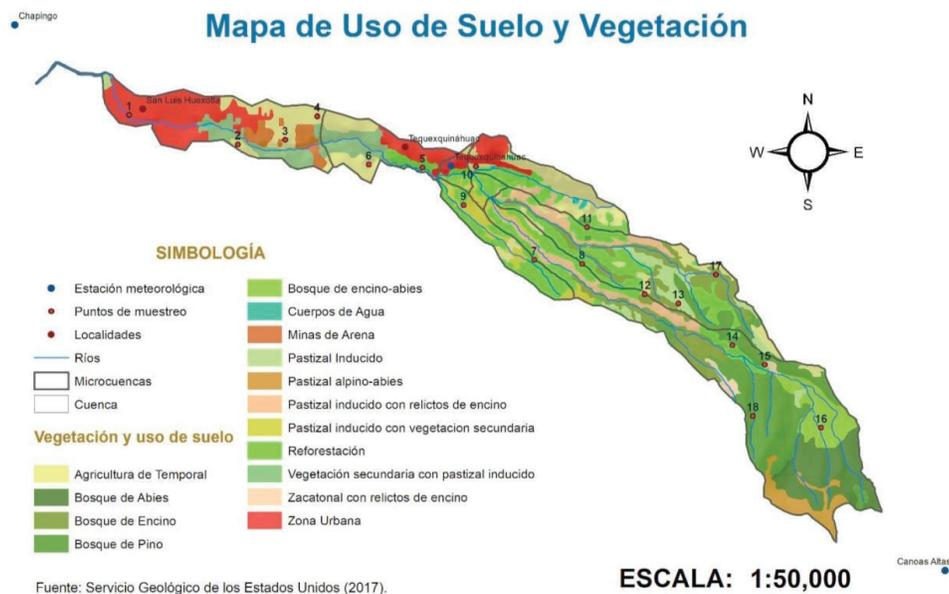 Chapingo
Mapa de Uso de Suelo y Vegetación
San Luis Huexotla
1
2
3
4
5
6
Tequexquináhuac
Tequexquinahuac
10
9
7
8
11
12
13
17
14
15
18
16
N
W
E
S
SIMBOLOGÍA
Estación meteorológica
Puntos de muestreo
Localidades
Ríos
Microcuencas
Cuenca
Vegetación y uso de suelo
Agricultura de Temporal
Bosque de Abies
Bosque de Encino
Bosque de Pino
Bosque de encino-abies
Cuerpos de Agua
Minas de Arena
Pastizal Inducido
Pastizal alpino-abies
Pastizal inducido con relictos de encino
Pastizal inducido con vegetacion secundaria
Reforestación
Vegetación secundaria con pastizal inducido
Zacatonal con relictos de encino
Zona Urbana
Canoas Altas
Fuente: Servicio Geológico de los Estados Unidos (2017).
ESCALA: 1:50,000